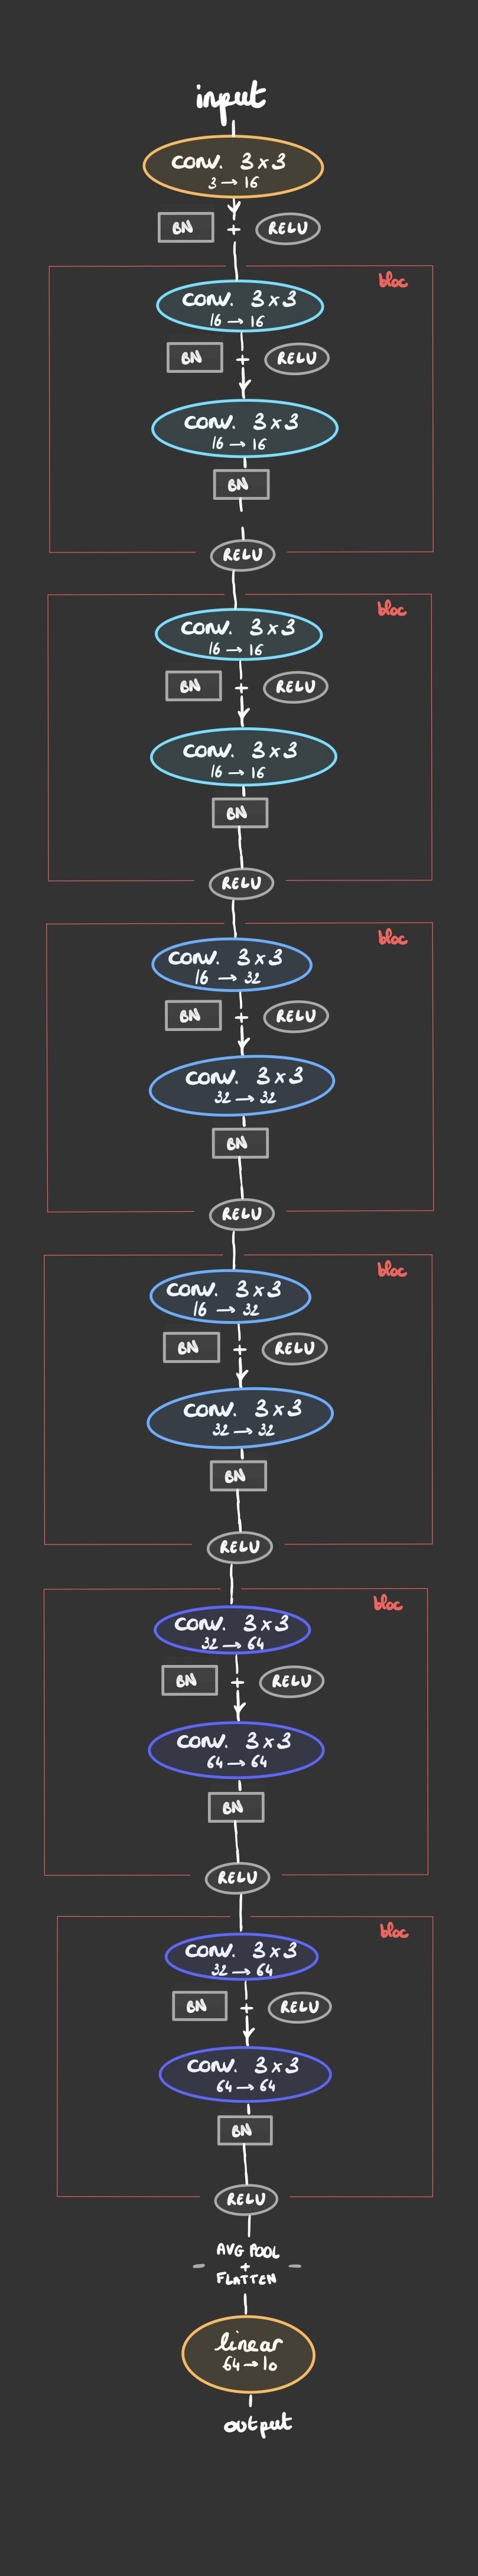 input
conv. 3x3
3 → 16
BN + RELU
bloc
conv. 3x3
16 → 16
BN + RELU
conv. 3x3
16 → 16
BN
RELU
bloc
conv. 3x3
16 → 16
BN + RELU
conv. 3x3
16 → 16
BN
RELU
bloc
conv. 3x3
16 → 32
BN + RELU
conv. 3x3
32 → 32
BN
RELU
bloc
conv. 3x3
16 → 32
BN + RELU
conv. 3x3
32 → 32
BN
RELU
bloc
conv. 3x3
32 → 64
BN + RELU
conv. 3x3
64 → 64
BN
RELU
bloc
conv. 3x3
32 → 64
BN + RELU
conv. 3x3
64 → 64
BN
RELU
AVG POOL
+
FLATTEN
linear
64 → 10
output